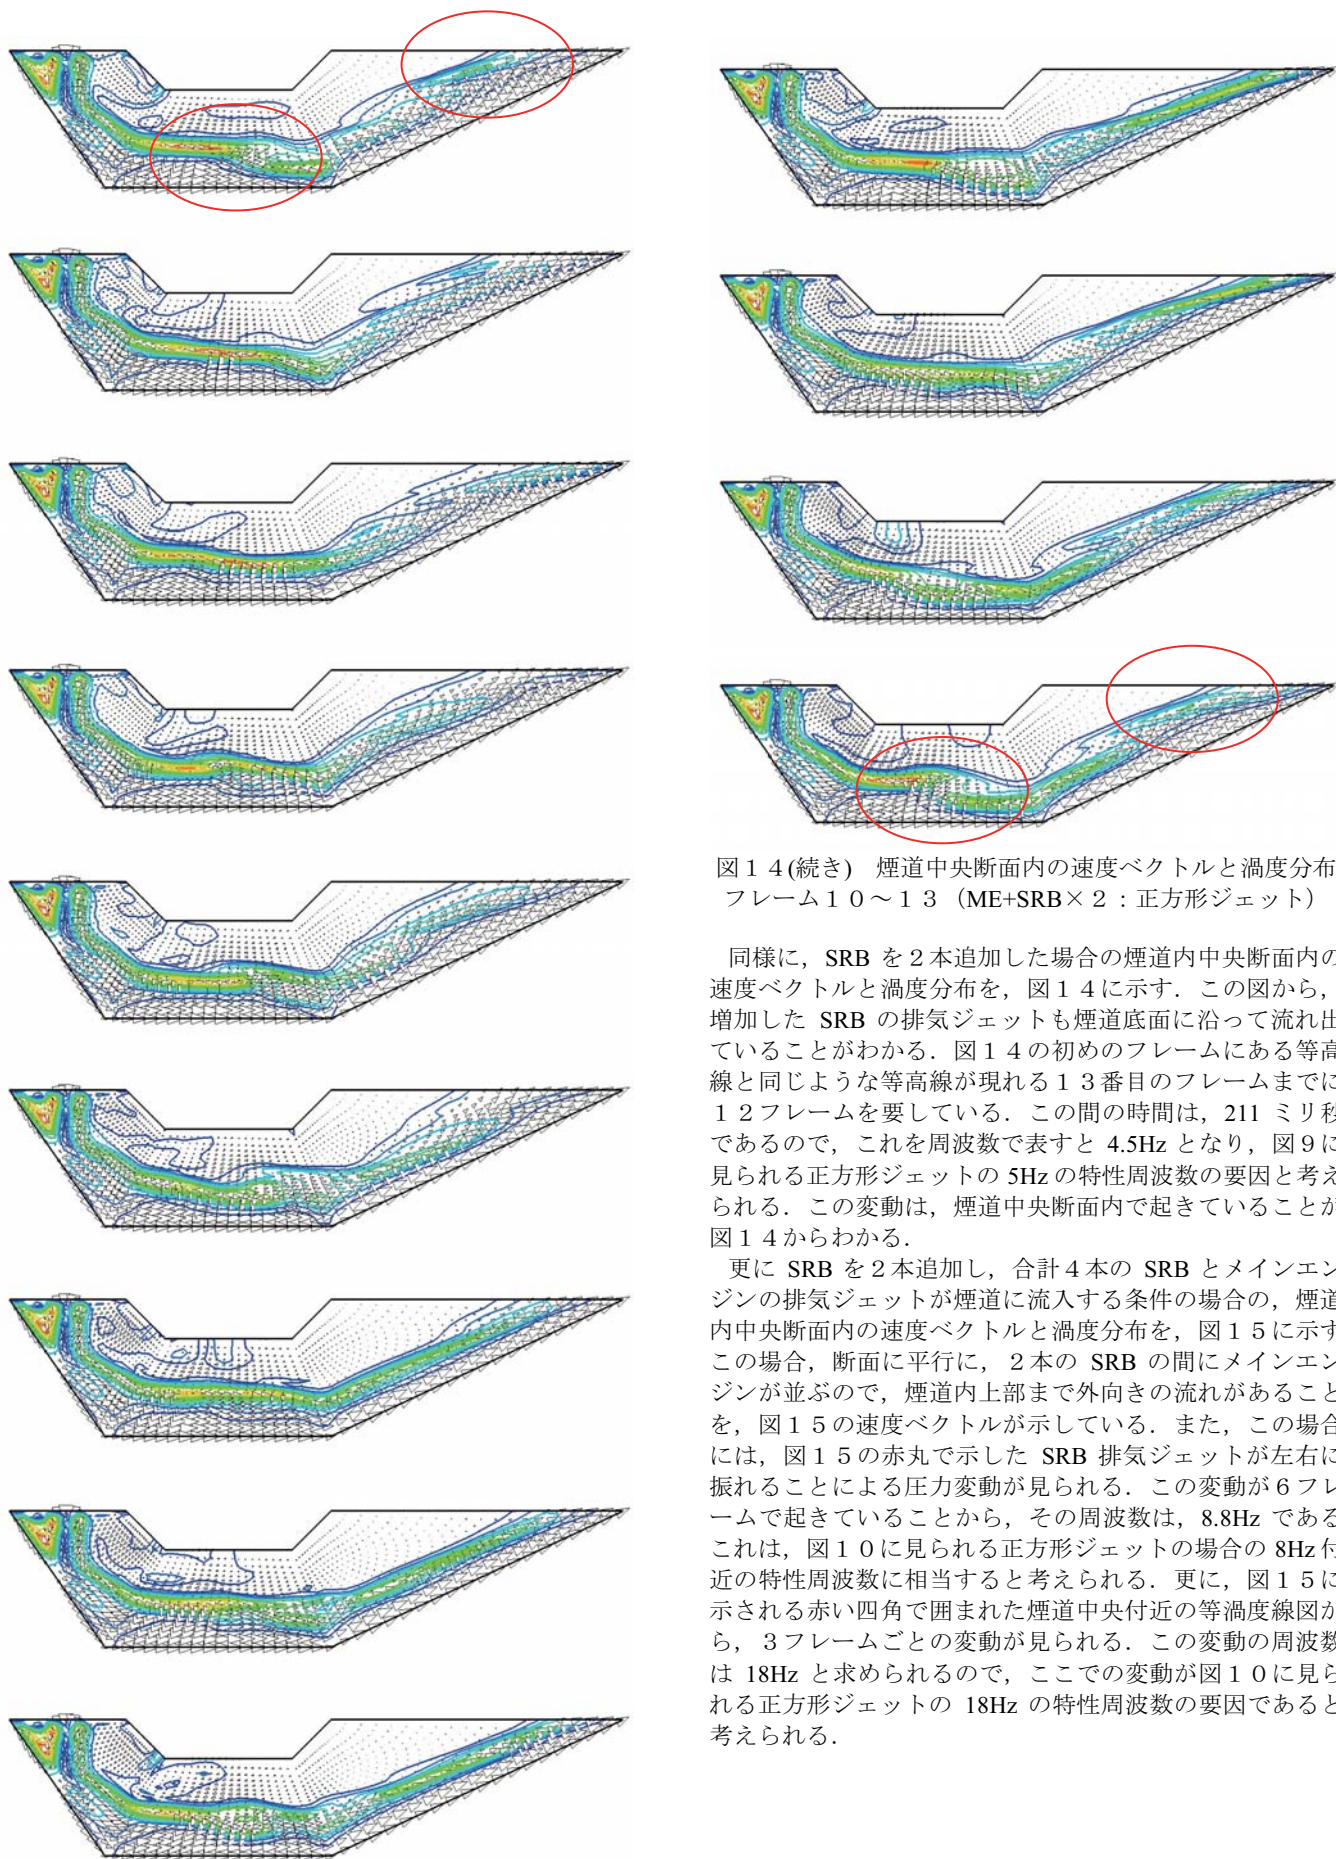 図１４(続き)　煙道中央断面内の速度ベクトルと渦度分布
フレーム１０～１３（ME+SRB×２：正方形ジェット）
同様に，SRB を２本追加した場合の煙道内中央断面内の
速度ベクトルと渦度分布を，図１４に示す．この図から，
増加した SRB の排気ジェットも煙道底面に沿って流れ出
ていることがわかる．図１４の初めのフレームにある等高
線と同じような等高線が現れる１３番目のフレームまでに
１２フレームを要している．この間の時間は，211 ミリ秒
であるので，これを周波数で表すと 4.5Hz となり，図９に
見られる正方形ジェットの 5Hz の特性周波数の要因と考え
られる．この変動は，煙道中央断面内で起きていることが
図１４からわかる．
更に SRB を２本追加し，合計４本の SRB とメインエン
ジンの排気ジェットが煙道に流入する条件の場合の，煙道
内中央断面内の速度ベクトルと渦度分布を，図１５に示す
この場合，断面に平行に，２本の SRB の間にメインエン
ジンが並ぶので，煙道内上部まで外向きの流れがあること
を，図１５の速度ベクトルが示している．また，この場合
には，図１５の赤丸で示した SRB 排気ジェットが左右に
振れることによる圧力変動が見られる．この変動が６フレ
ームで起きていることから，その周波数は，8.8Hz である
これは，図１０に見られる正方形ジェットの場合の 8Hz 付
近の特性周波数に相当すると考えられる．更に，図１５に
示される赤い四角で囲まれた煙道中央付近の等渦度線図か
ら，３フレームごとの変動が見られる．この変動の周波数
は 18Hz と求められるので，ここでの変動が図１０に見ら
れる正方形ジェットの 18Hz の特性周波数の要因であると
考えられる．